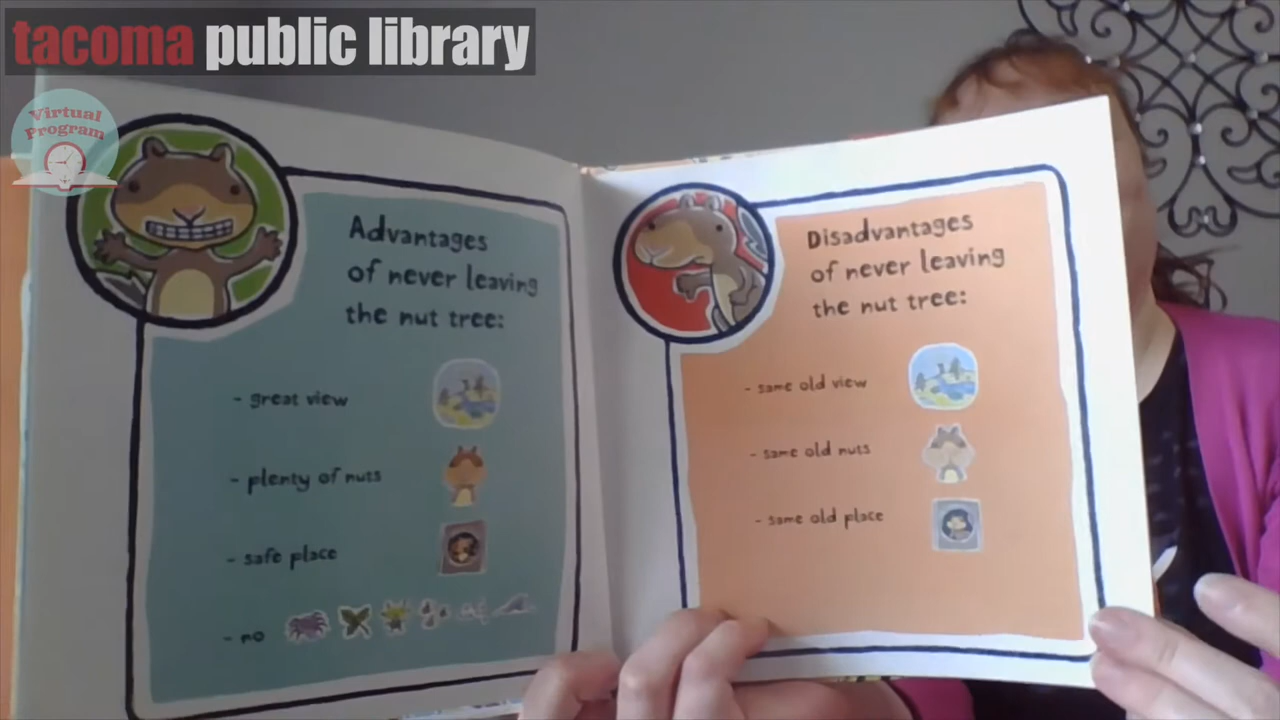 tacoma public library
Virtual
Program
Advantages
of never leaving
the nut tree:
- great view
- plenty of nuts
- safe place
- no
Disadvantages
of never leaving
the nut tree:
- same old view
- same old nuts
- same old place